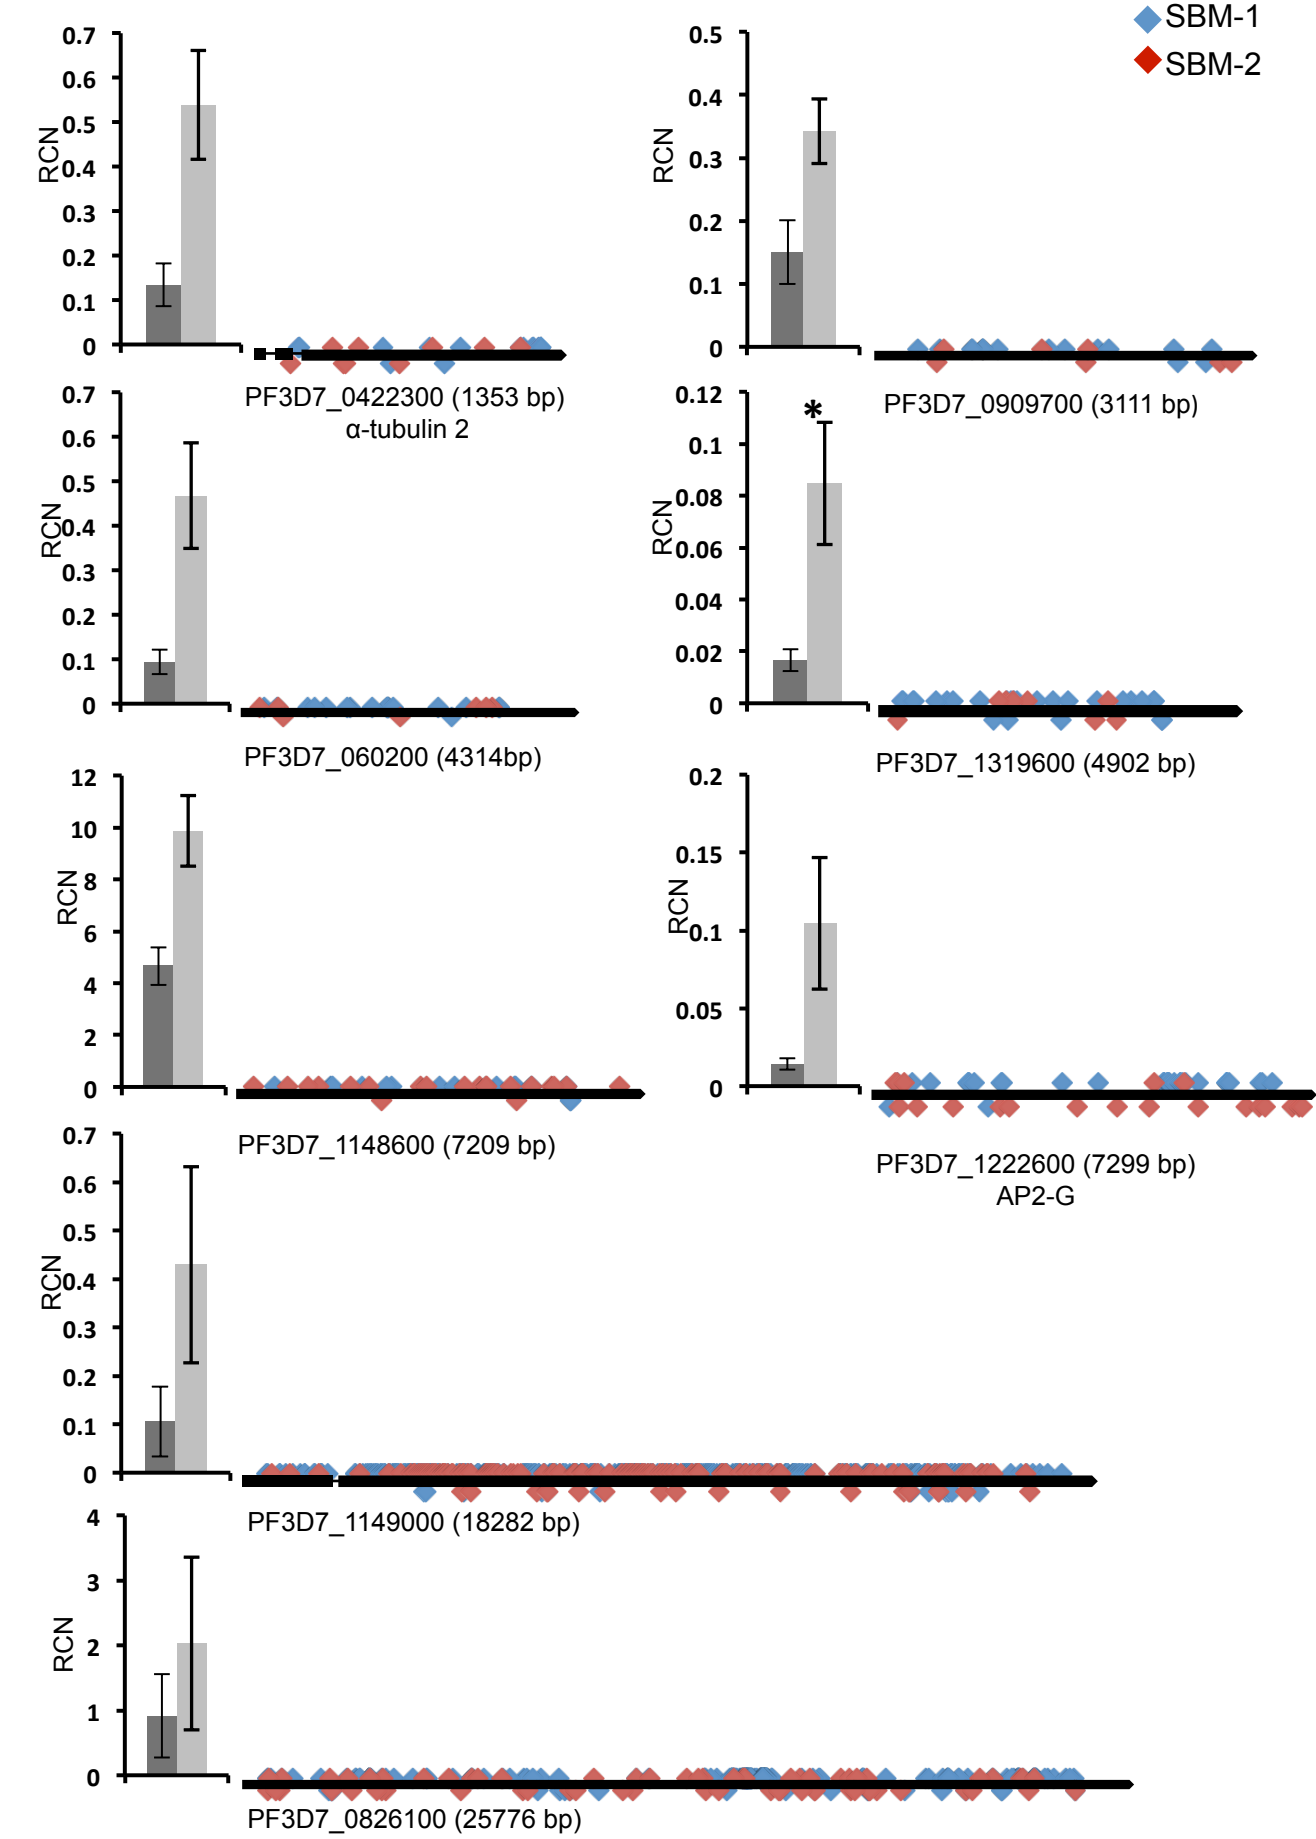 SBM-1
SBM-2
0.7
0.6
0.5
0.4
0.3
0.2
0.1
0
RCN
PF3D7_0422300 (1353 bp)
α-tubulin 2
0.5
0.4
0.3
0.2
0.1
0
RCN
PF3D7_0909700 (3111 bp)
0.7
0.6
0.5
0.4
0.3
0.2
0.1
0
RCN
PF3D7_060200 (4314bp)
0.12
0.1
0.08
0.06
0.04
0.02
0
RCN
*
PF3D7_1319600 (4902 bp)
12
10
8
6
4
2
0
RCN
PF3D7_1148600 (7209 bp)
0.2
0.15
0.1
0.05
0
RCN
PF3D7_1222600 (7299 bp)
AP2-G
0.7
0.6
0.5
0.4
0.3
0.2
0.1
0
RCN
PF3D7_1149000 (18282 bp)
4
3
2
1
0
RCN
PF3D7_0826100 (25776 bp)